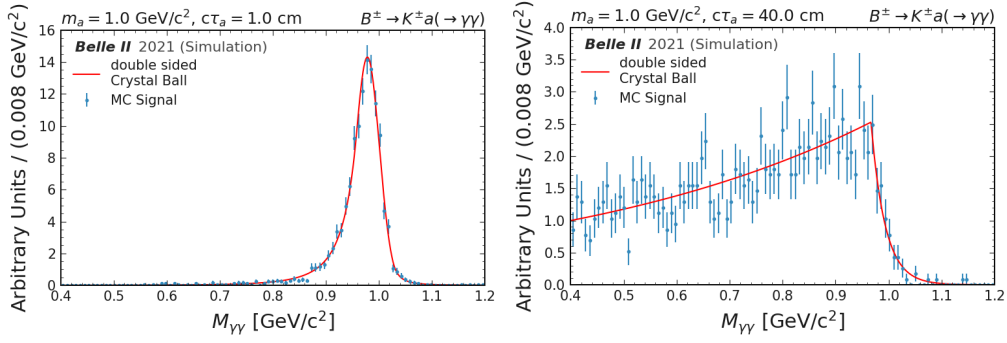 m_a = 1.0 GeV/c², cτ_a = 1.0 cm
B± → K±a(→ γγ)
Belle II 2021 (Simulation)
double sided
Crystal Ball
MC Signal
Arbitrary Units / (0.008 GeV/c²)
16
14
12
10
8
6
4
2
0
0.4 0.5 0.6 0.7 0.8 0.9 1.0 1.1 1.2
M_γγ [GeV/c²]
m_a = 1.0 GeV/c², cτ_a = 40.0 cm
B± → K±a(→ γγ)
Belle II 2021 (Simulation)
double sided
Crystal Ball
MC Signal
Arbitrary Units / (0.008 GeV/c²)
4.0
3.5
3.0
2.5
2.0
1.5
1.0
0.5
0.0
0.4 0.5 0.6 0.7 0.8 0.9 1.0 1.1 1.2
M_γγ [GeV/c²]